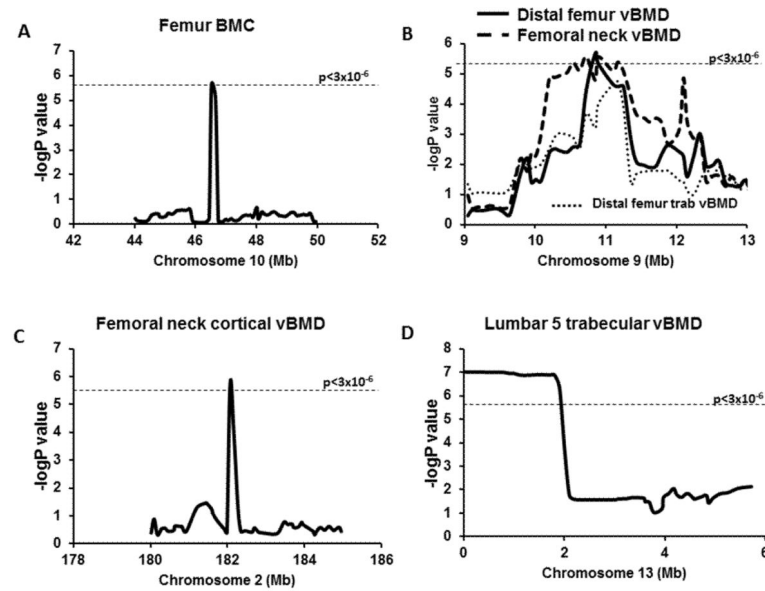 A
Femur BMC
7
6
5
4
3
2
1
0
-logP value
p<3x10-6
42 44 46 48 50 52
Chromosome 10 (Mb)
Distal femur vBMD
Femoral neck vBMD
B
6
5
4
3
2
1
0
-logP value
p<3x10-6
Distal femur trab vBMD
9 10 11 12 13
Chromosome 9 (Mb)
C
Femoral neck cortical vBMD
7
6
5
4
3
2
1
0
-logP value
p<3x10-6
178 180 182 184 186
Chromosome 2 (Mb)
D
Lumbar 5 trabecular vBMD
8
7
6
5
4
3
2
1
0
-logP value
p<3x10-6
0 2 4 6
Chromosome 13 (Mb)